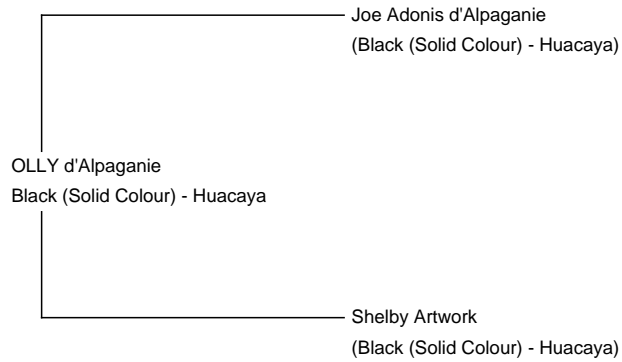 Joe Adonis d'Alpaganie
(Black (Solid Colour) - Huacaya)
OLLY d'Alpaganie
Black (Solid Colour) - Huacaya
Shelby Artwork
(Black (Solid Colour) - Huacaya)